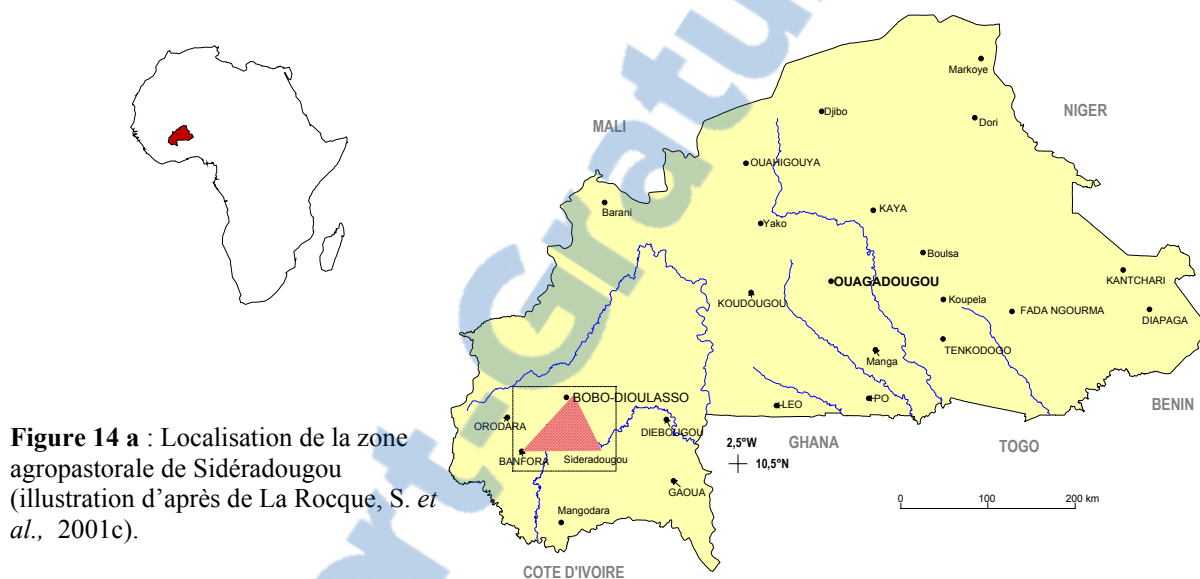 Markoye
NIGER
Djibo
Dori
MALI
OUAHIGOUYA
Barani
KAYA
Yako
Boulsa
KANTCHARI
OUAGADOUGOU
KOUDOUGOU
Koupela
FADA NGOURMA
DIAPAGA
TENKODOGO
Manga
BOBO-DIOULASSO
LEO
PO
BENIN
ORODARA
DIEBOUGOU
GHANA
TOGO
2,5°W
10,5°N
BANFORA
Sideradougou
GAOUA
0 100 200 km
Mangodara
COTE D'IVOIRE
Figure 14 a : Localisation de la zone
agropastorale de Sidéradougou
(illustration d'après de La Rocque, S. et
al., 2001c).